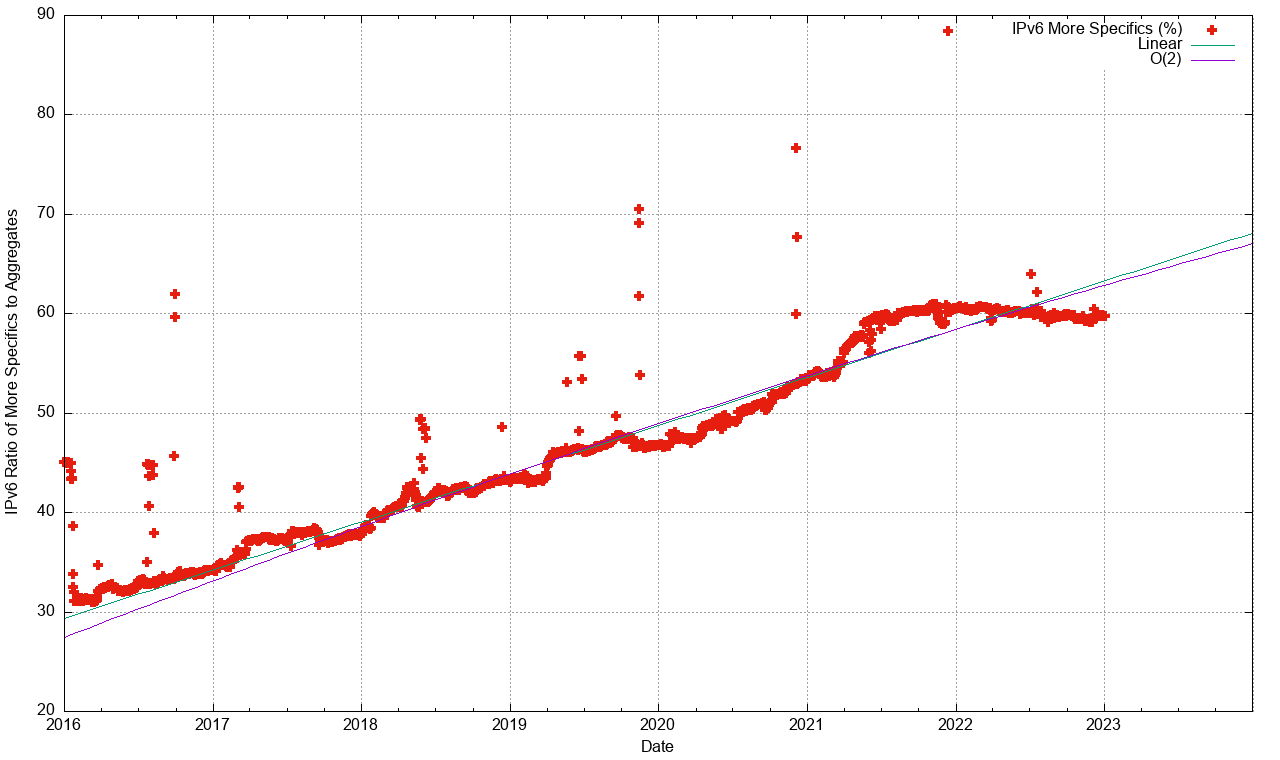 90
80
70
60
50
40
30
20
IPv6 Ratio of More Specifics to Aggregates
IPv6 More Specifics (%)
Linear
O(2)
2016 2017 2018 2019 2020 2021 2022 2023
Date